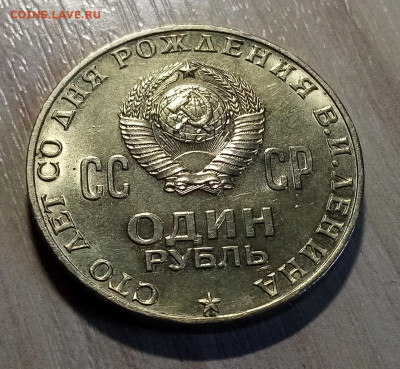 COINS.LAVE.RU
СТО ЛЕТ СО ДНЯ РОЖДЕНИЯ В.И.ЛЕНИНА
СС СР
ОДИН
РУБЛЬ